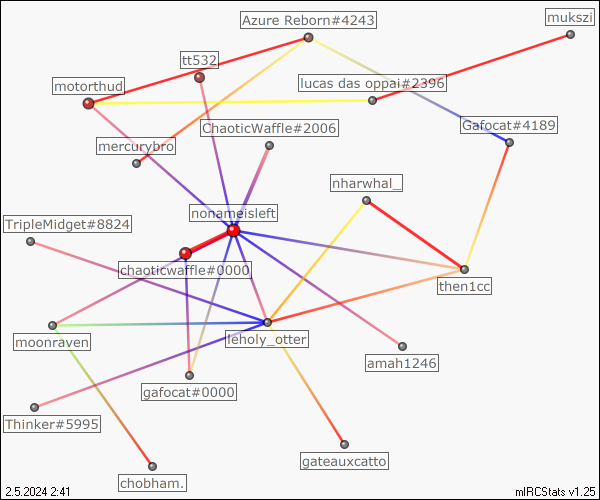 Azure Reborn#4243
mukszi
tt532
motorthud
lucas das oppai#2396
ChaoticWaffle#2006
Gafocat#4189
mercurybro
nharwhal_
nonameisleft
TripleMidget#8824
chaoticwaffle#0000
then1cc
moonraven
leholy_otter
amah1246
gafocat#0000
Thinker#5995
gateauxcatto
chobham.
2.5.2024 2:41
mIRCStats v1.25